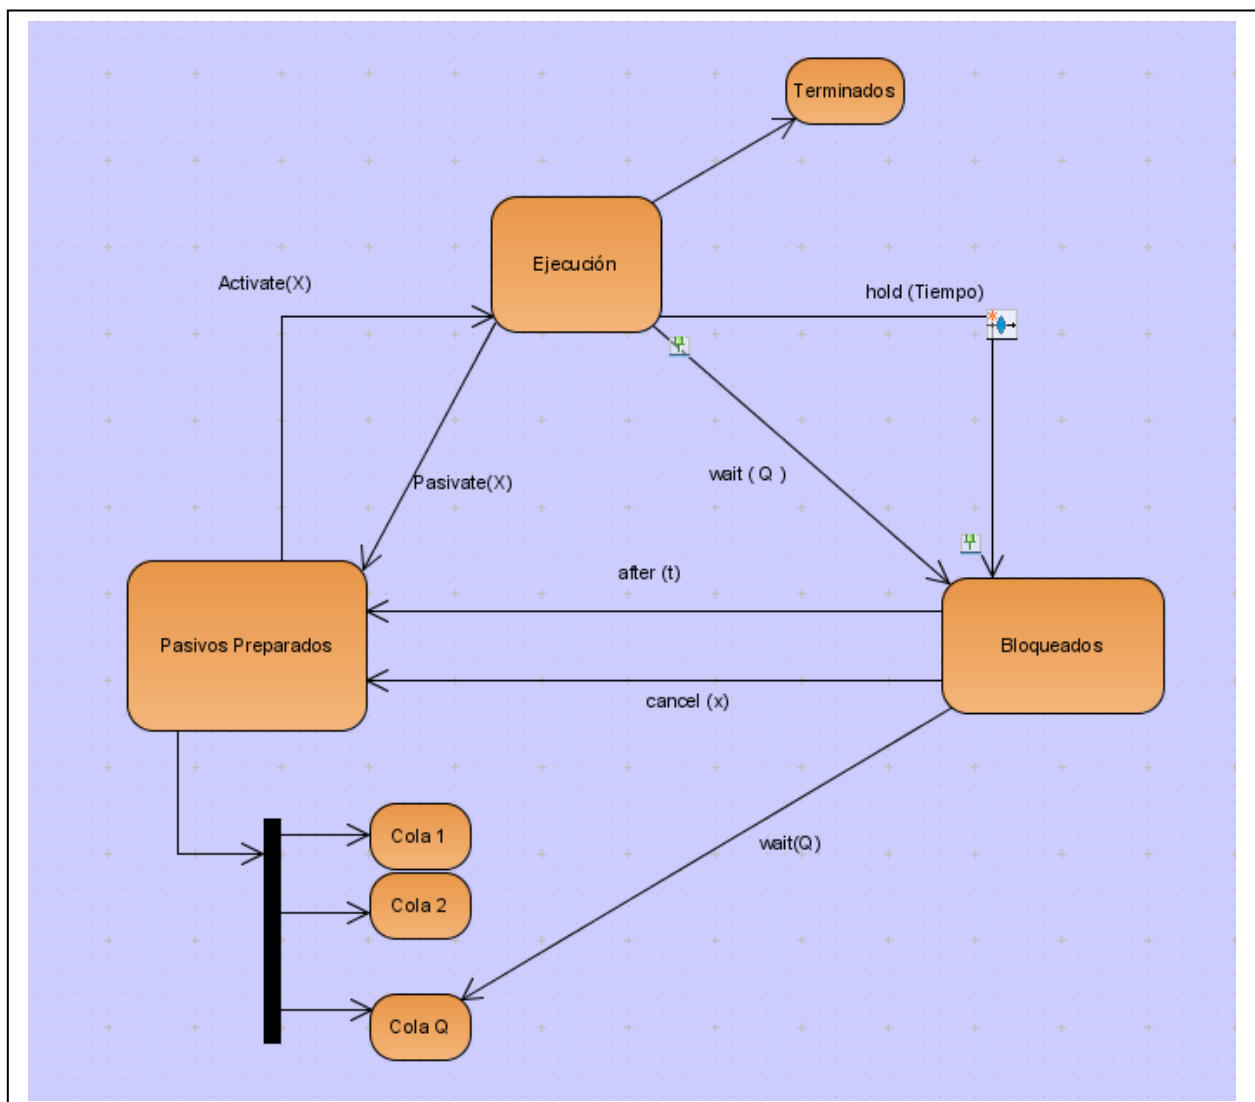 Terminados
Ejecución
Activate(X)
hold (Tiempo)
Pasivate(X)
wait ( Q )
after (t)
Pasivos Preparados
Bloqueados
cancel (x)
Cola 1
wait(Q)
Cola 2
Cola Q